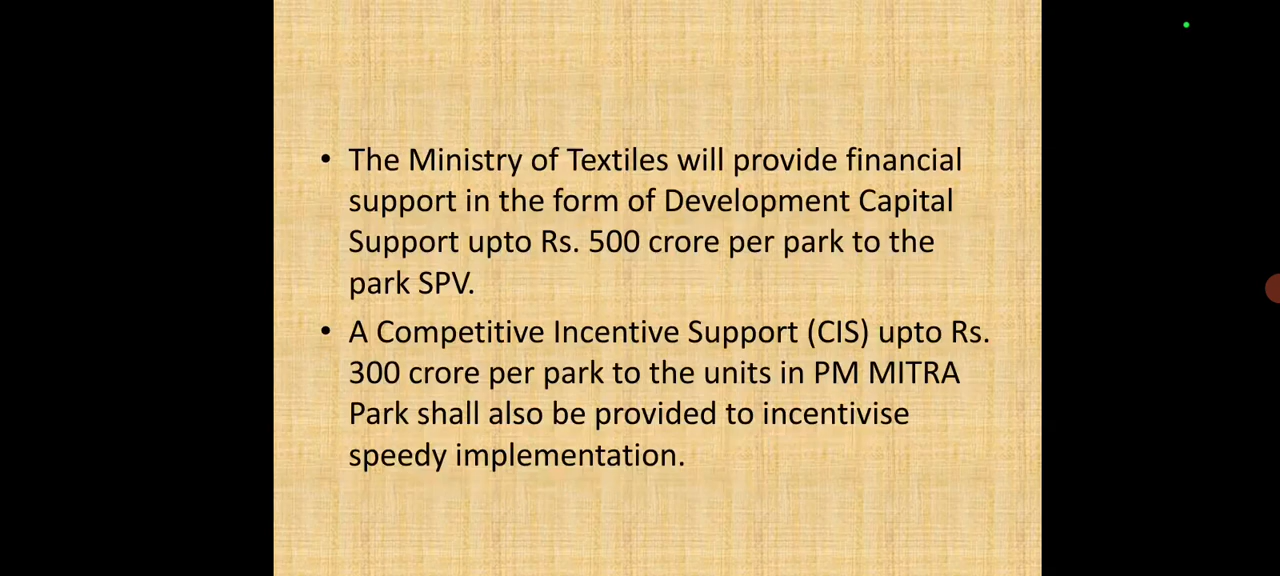 • The Ministry of Textiles will provide financial
support in the form of Development Capital
Support upto Rs. 500 crore per park to the
park SPV.
• A Competitive Incentive Support (CIS) upto Rs.
300 crore per park to the units in PM MITRA
Park shall also be provided to incentivise
speedy implementation.